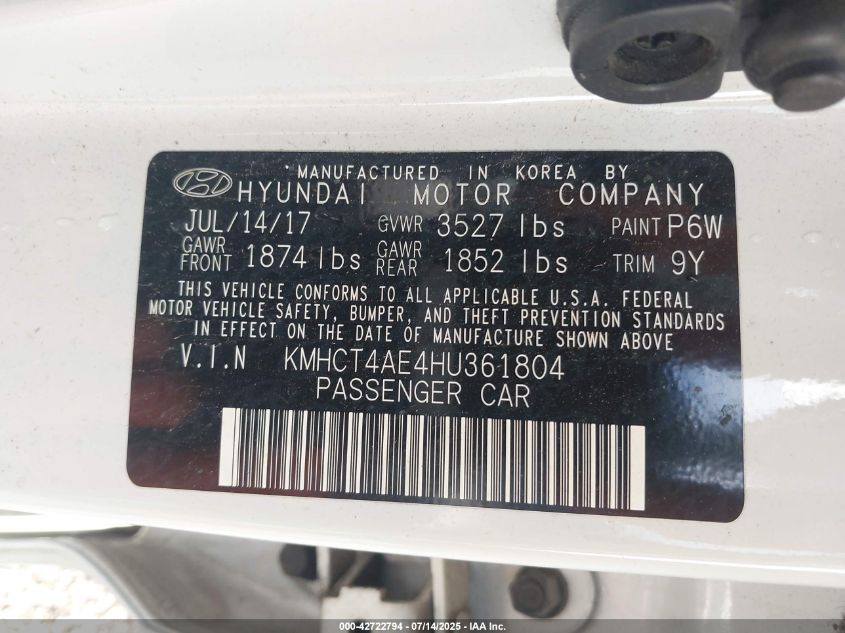 MANUFACTURED IN KOREA BY
HYUNDAI MOTOR COMPANY
JUL/14/17 GVWR 3527 lbs PAINT P6W
GAWR FRONT 1874 lbs GAWR REAR 1852 lbs TRIM 9Y
THIS VEHICLE CONFORMS TO ALL APPLICABLE U.S.A. FEDERAL
MOTOR VEHICLE SAFETY, BUMPER, AND THEFT PREVENTION STANDARDS
IN EFFECT ON THE DATE OF MANUFACTURE SHOWN ABOVE
V.I.N KMHCT4AE4HU361804
PASSENGER CAR
000-42722794 - 07/14/2025 - IAA Inc.